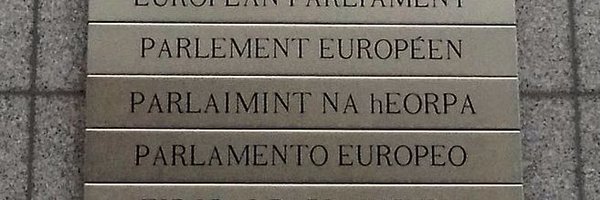 EUROPEAN PARLIAMENT
PARLEMENT EUROPÉEN
PARLAIMINT NA hEORPA
PARLAMENTO EUROPEO